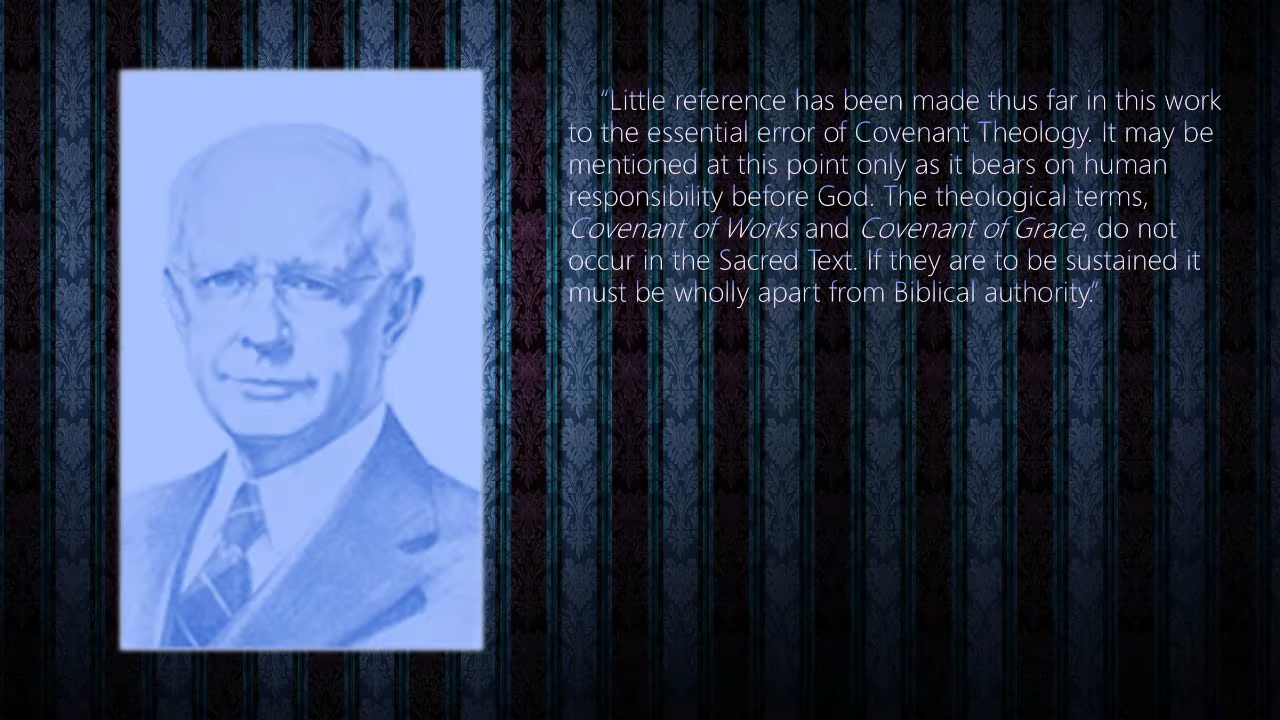 “Little reference has been made thus far in this work
to the essential error of Covenant Theology. It may be
mentioned at this point only as it bears on human
responsibility before God. The theological terms,
Covenant of Works and Covenant of Grace, do not
occur in the Sacred Text. If they are to be sustained it
must be wholly apart from Biblical authority.”